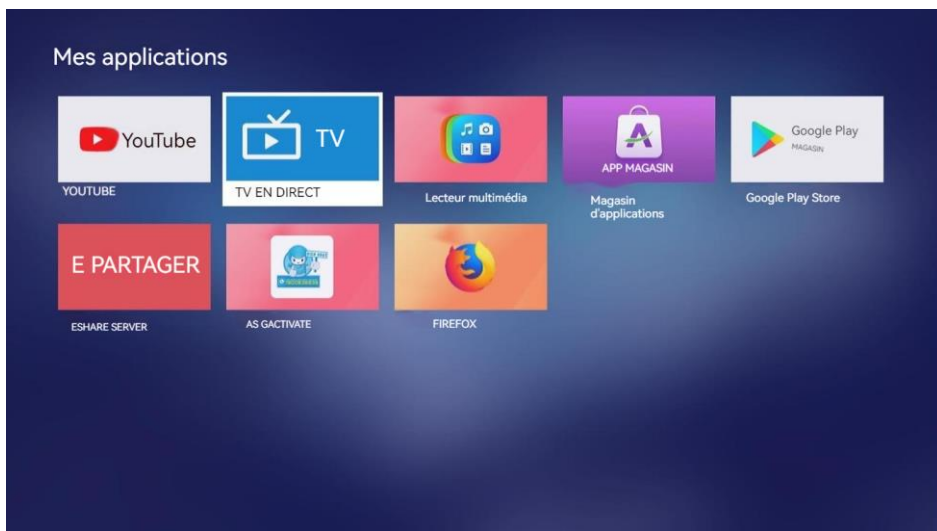 Mes applications
YouTube
TV
APP MAGASIN
Google Play
MAGASIN
YOUTUBE
TV EN DIRECT
Lecteur multimédia
Magasin
d'applications
Google Play Store
E PARTAGER
ESHARE SERVER
AS GACTIVATE
FIREFOX